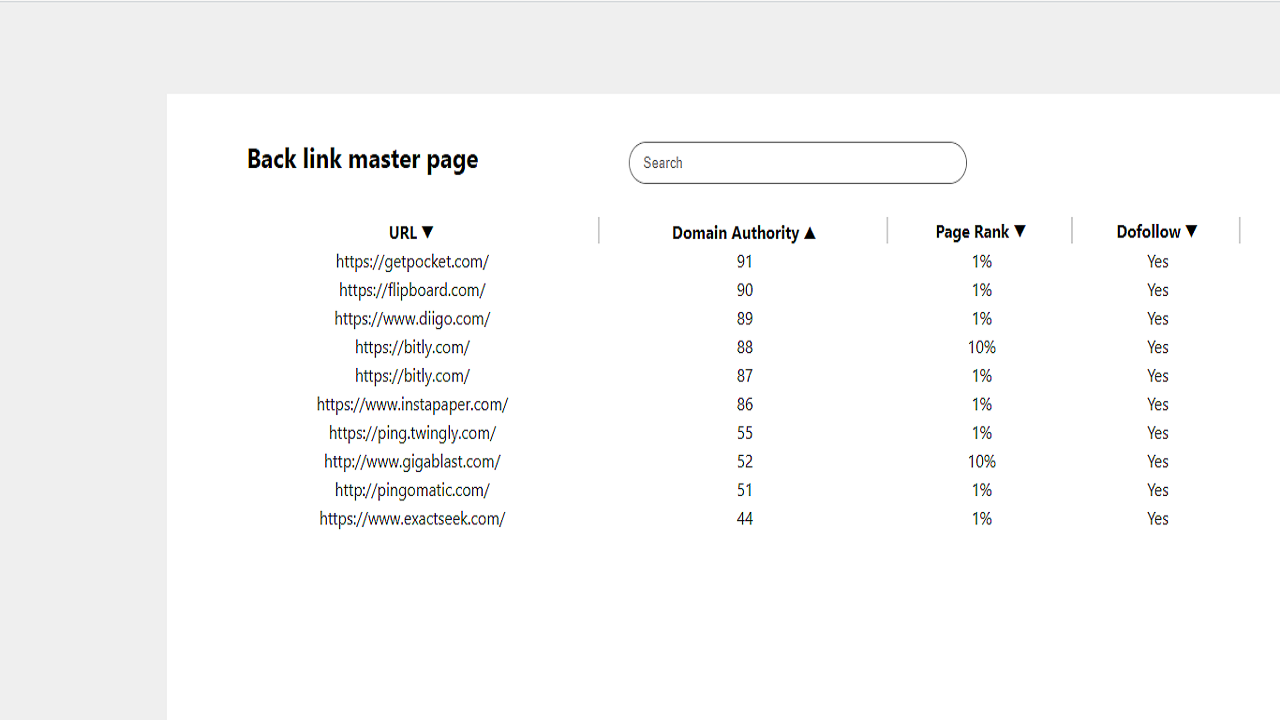 Back link master page
Search
URL ▼ Domain Authority ▲ Page Rank ▼ Dofollow ▼
https://getpocket.com/ 91 1% Yes
https://flipboard.com/ 90 1% Yes
https://www.diigo.com/ 89 1% Yes
https://bitly.com/ 88 10% Yes
https://bitly.com/ 87 1% Yes
https://www.instapaper.com/ 86 1% Yes
https://ping.twingly.com/ 55 1% Yes
http://www.gigablast.com/ 52 10% Yes
http://pingomatic.com/ 51 1% Yes
https://www.exactseek.com/ 44 1% Yes